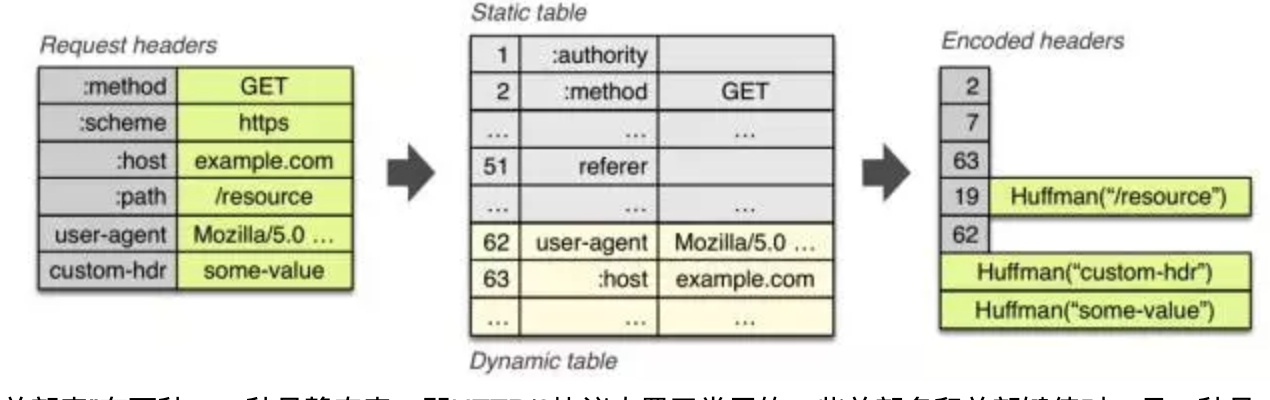 Request headers
:method GET
:scheme https
:host example.com
:path /resource
user-agent Mozilla/5.0 ...
custom-hdr some-value
Static table
1 :authority
2 :method GET
... ... ...
51 referer
... ... ...
62 user-agent Mozilla/5.0 ...
63 :host example.com
... ... ...
Dynamic table
Encoded headers
2
7
63
19 Huffman(“/resource”)
62
Huffman(“custom-hdr”)
Huffman(“some-value”)